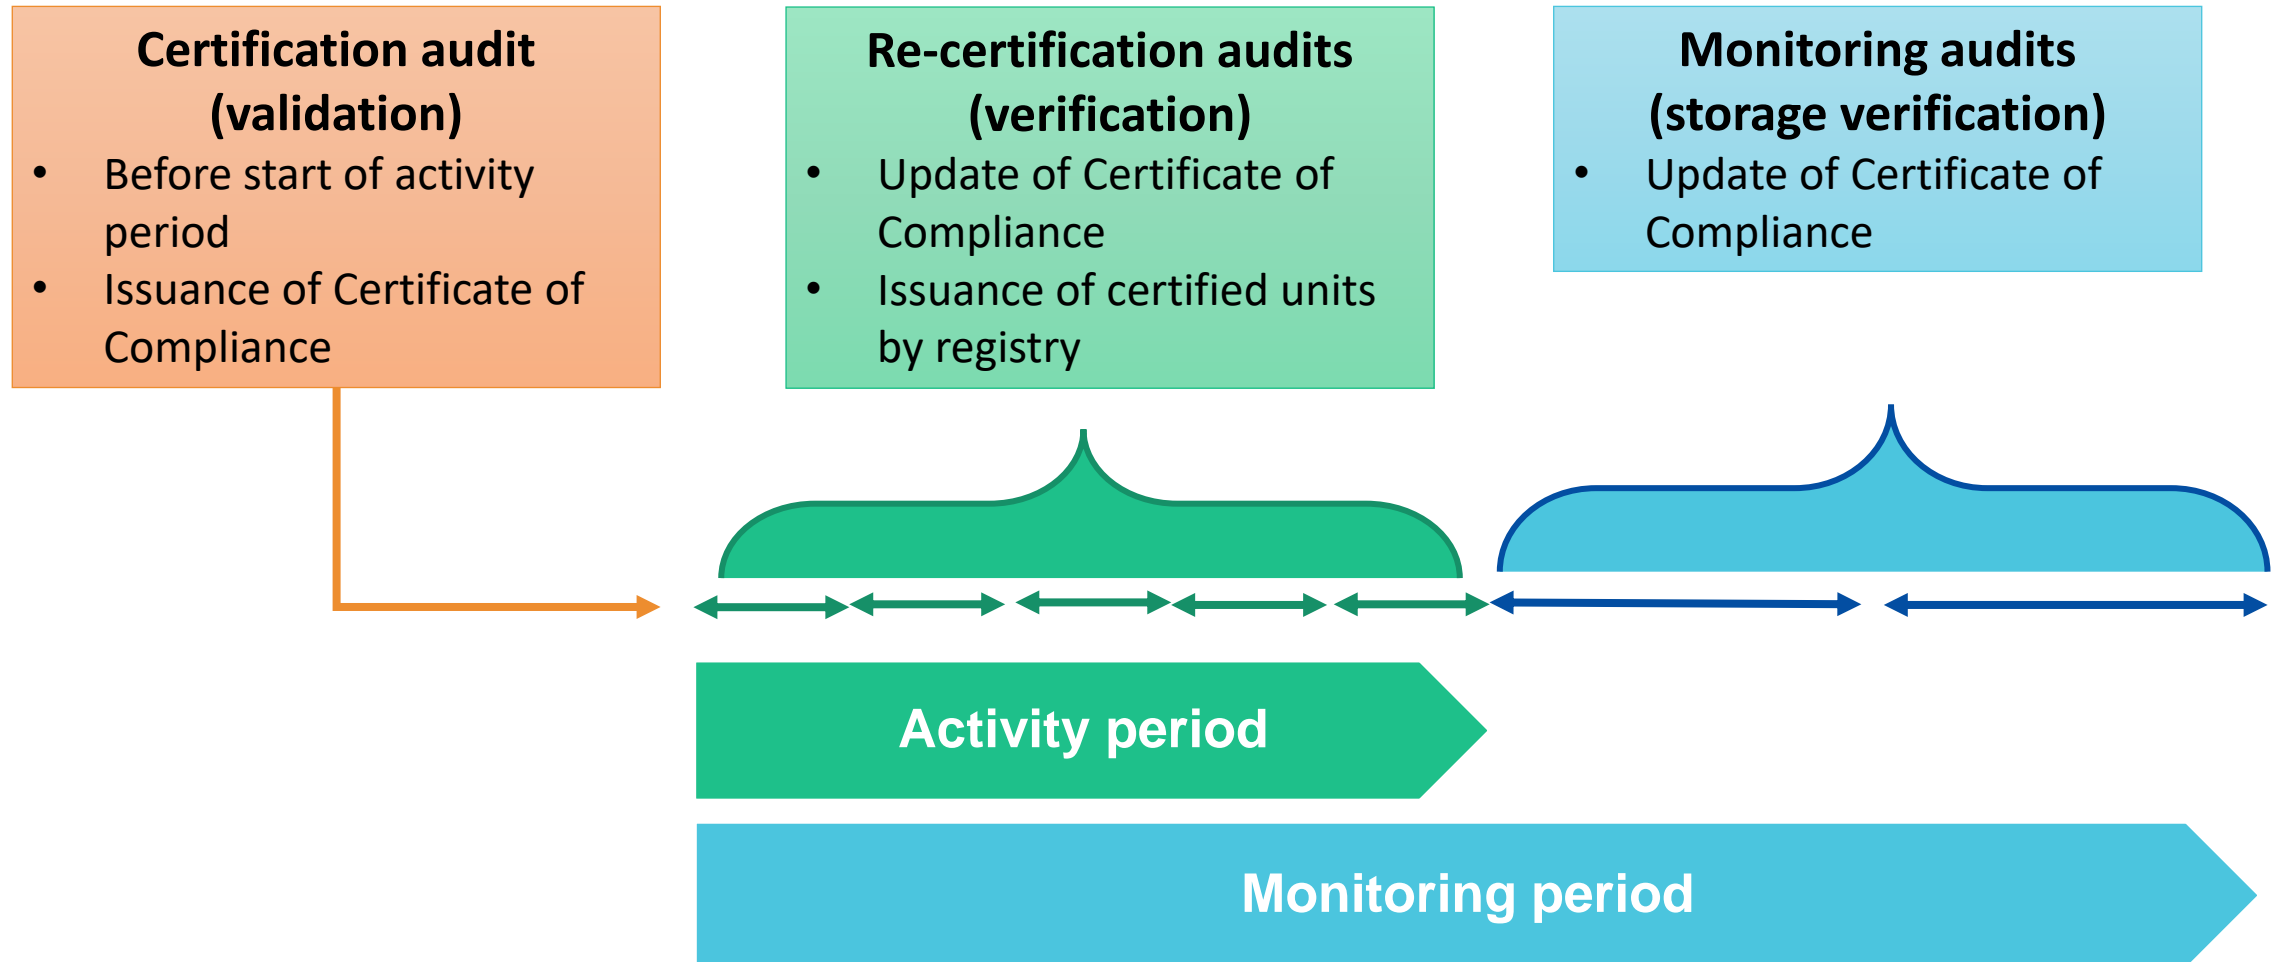 Certification audit
(validation)
• Before start of activity
period
• Issuance of Certificate of
Compliance
Re-certification audits
(verification)
• Update of Certificate of
Compliance
• Issuance of certified units
by registry
Monitoring audits
(storage verification)
• Update of Certificate of
Compliance
Activity period
Monitoring period